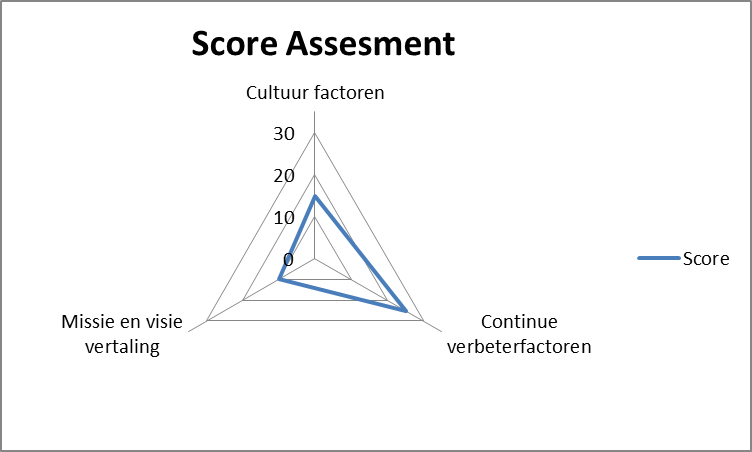 Score Assesment
Cultuur factoren
30
20
10
0
Score
Missie en visie
vertaling
Continue
verbeterfactoren